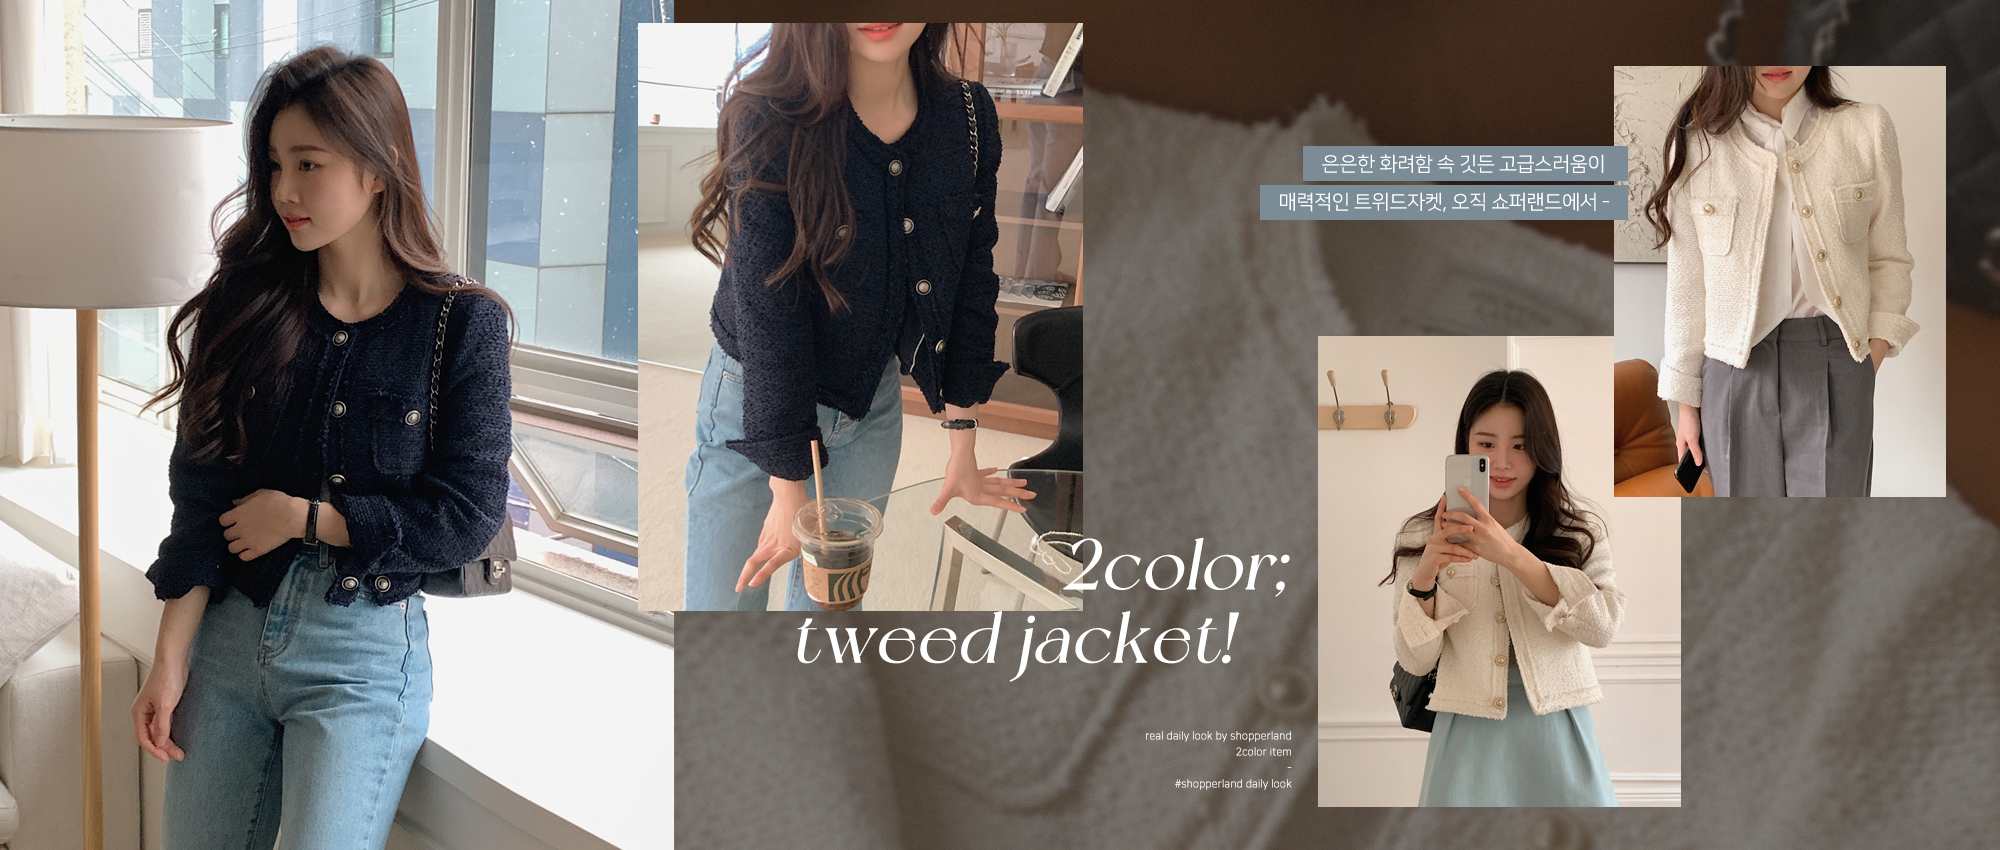 은은한 화려함 속 깃든 고급스러움이
매력적인 트위드자켓, 오직 쇼퍼랜드에서 -
2color;
tweed jacket!
real daily look by shopperland
2color item
-
#shopperland daily look